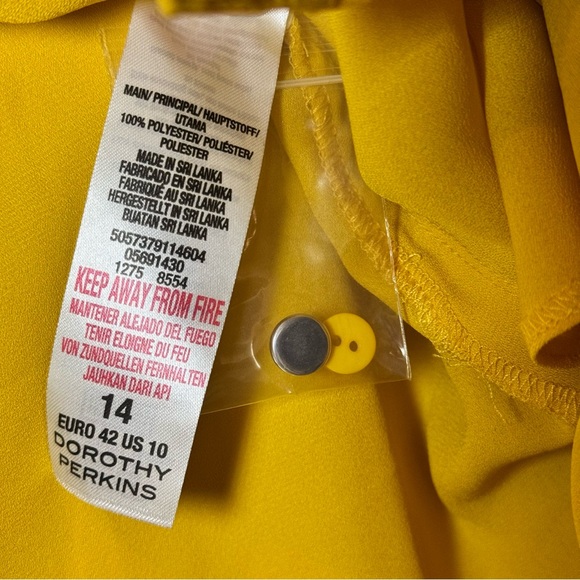 MAIN/ PRINCIPAL/ HAUPTSTOFF/
UTAMA
100% POLYESTER/ POLIÉSTER/
POLIESTER
MADE IN SRI LANKA
FABRICADO EN SRI LANKA
FABRIQUÉ AU SRI LANKA
HERGESTELLT IN SRI LANKA
BUATAN SRI LANKA
5057379114604
05691430
1275 8554
KEEP AWAY FROM FIRE
MANTENER ALEJADO DEL FUEGO
TENIR ELOIGNE DU FEU
VON ZUNDQUELLEN FERNHALTEN
JAUHKAN DARI API
14
EURO 42 US 10
DOROTHY
PERKINS